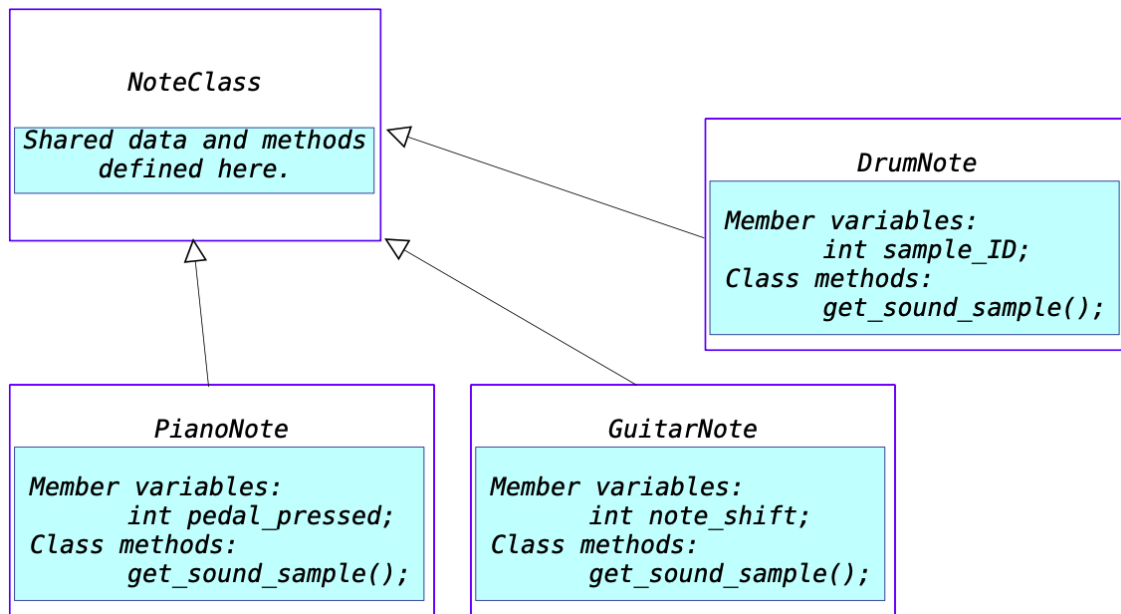 NoteClass
Shared data and methods
defined here.
DrumNote
Member variables:
int sample_ID;
Class methods:
get_sound_sample();
PianoNote
Member variables:
int pedal_pressed;
Class methods:
get_sound_sample();
GuitarNote
Member variables:
int note_shift;
Class methods:
get_sound_sample();